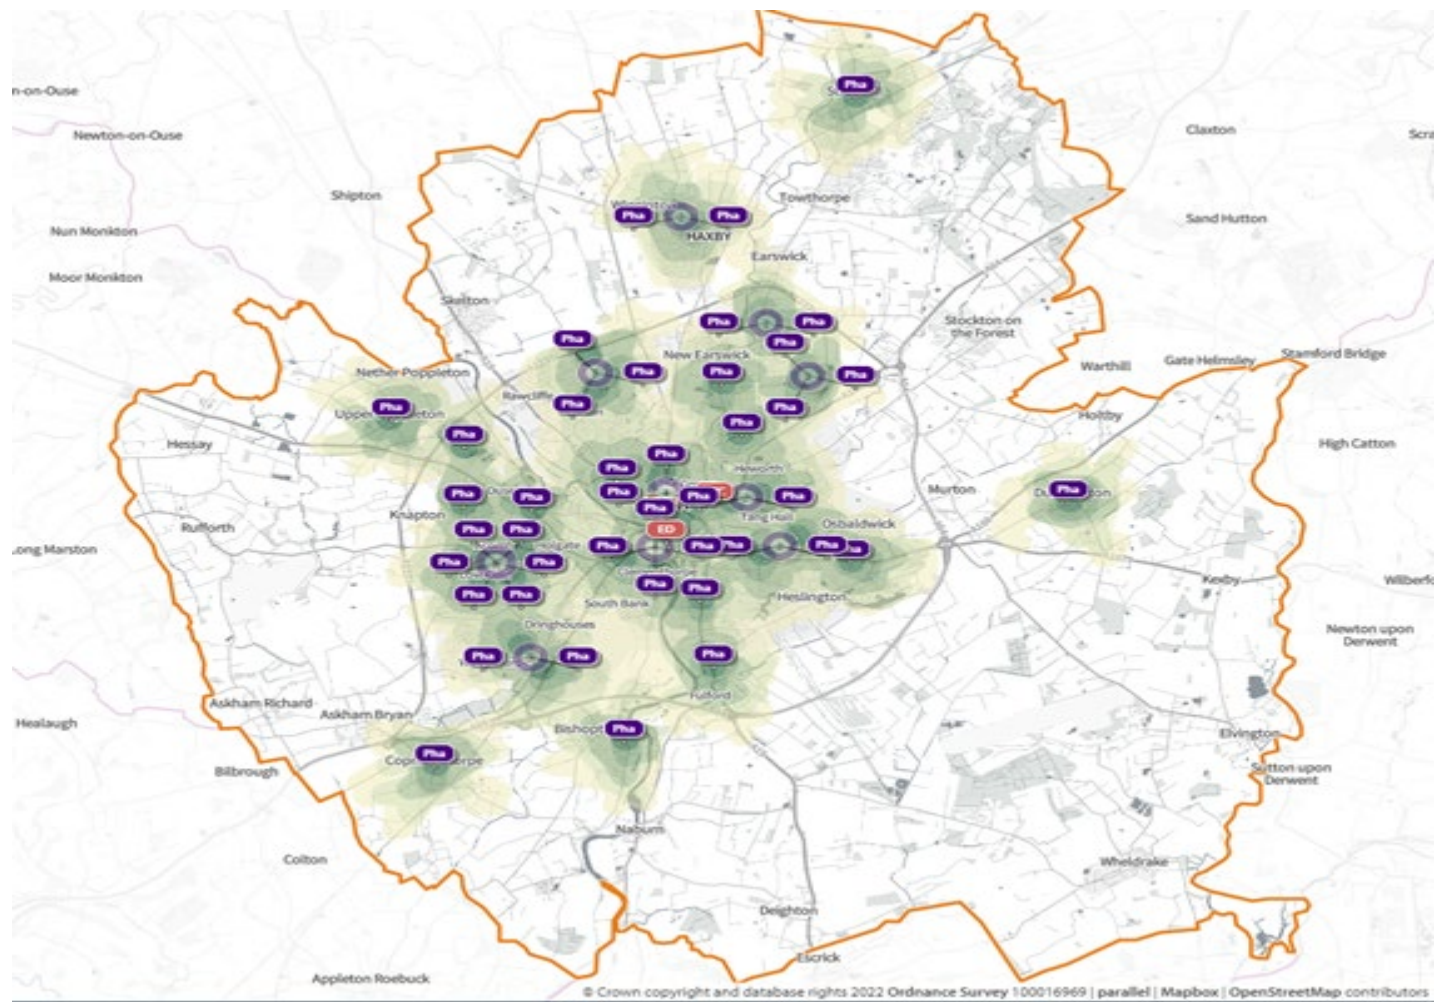 n-on-Ouse
Newton-on-Ouse
Claxton
Scra
Pha
Shipton
Towthorpe
Sand Hutton
Pha
Pha
HAXBY
Nun Monkton
Moor Monkton
Earswick
Skelton
Stockton on
the Forest
Pha
Pha
Pha
Pha
New Earswick
Pha
Pha
Pha
Warthill
Gate Helmsley
Stamford Bridge
Nether Poppleton
Rawcliffe
Pha
Pha
Pha
Pha
Holtby
Hessay
Pha
High Catton
Pha
Pha
Heworth
Pha
Pha
Pha
Pha
Pha
Pha
Murton
Pha
Pha
Knapton
Tang Hall
Osbaldwick
Rufforth
Pha
Pha
ED
ong Marston
Pha
Pha
Pha
Pha
Pha
Pha
Kexby
Wilberfo
Pha
Pha
South Bank
Pha
Pha
Heslington
Dringhouses
Newton upon
Derwent
Pha
Pha
Pha
Fulford
Askham Richard
Askham Bryan
Healaugh
Pha
Elvington
Pha
Bilbrough
Sutton upon
Derwent
Naburn
Colton
Wheldrake
Deighton
Escrick
Appleton Roebuck
© Crown copyright and database rights 2022 Ordnance Survey 100016969 | parallel | Mapbox | OpenStreetMap contributors